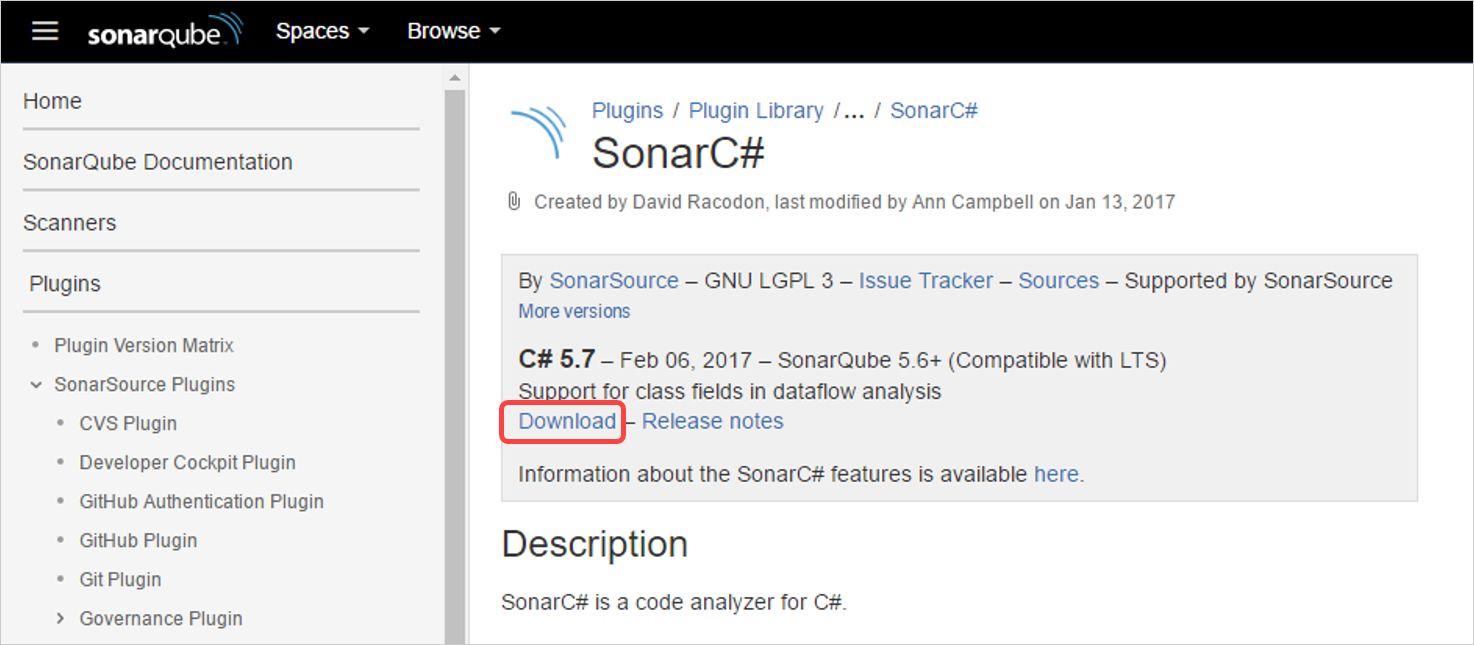 sonarqube Spaces Browse
Home
SonarQube Documentation
Scanners
Plugins
• Plugin Version Matrix
SonarSource Plugins
• CVS Plugin
• Developer Cockpit Plugin
• GitHub Authentication Plugin
• GitHub Plugin
• Git Plugin
Governance Plugin
Plugins / Plugin Library /... / SonarC#
SonarC#
Created by David Racodon, last modified by Ann Campbell on Jan 13, 2017
By SonarSource – GNU LGPL 3 – Issue Tracker – Sources – Supported by SonarSource
More versions
C# 5.7 – Feb 06, 2017 – SonarQube 5.6+ (Compatible with LTS)
Support for class fields in dataflow analysis
Download – Release notes
Information about the SonarC# features is available here.
Description
SonarC# is a code analyzer for C#.